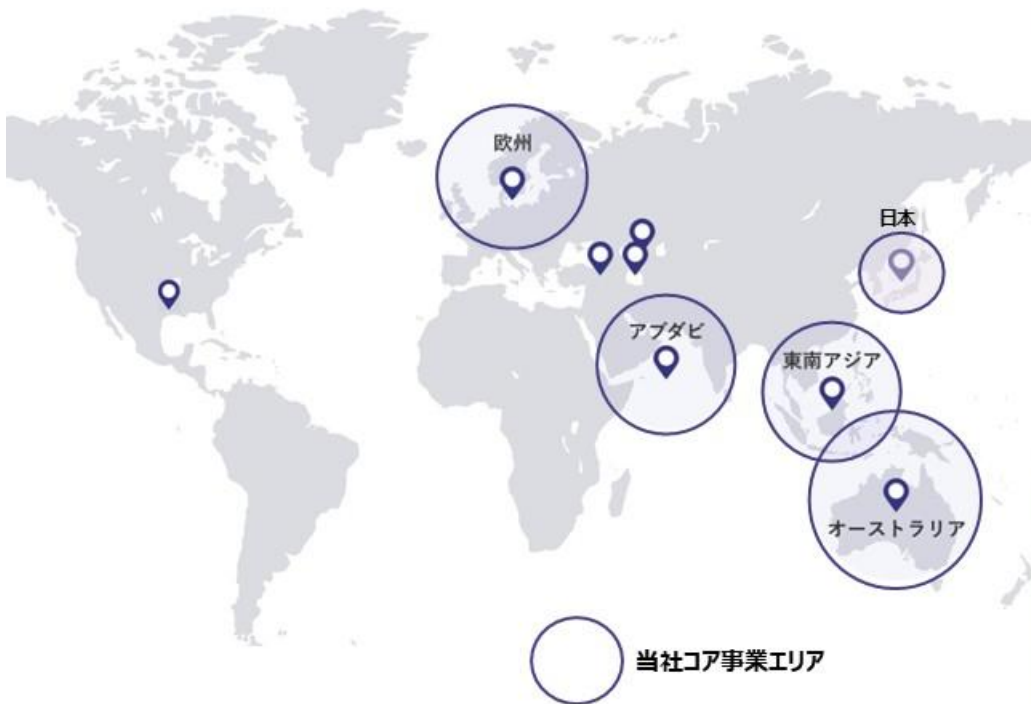 欧州
日本
アブダビ
東南アジア
オーストラリア
当社コア事業エリア